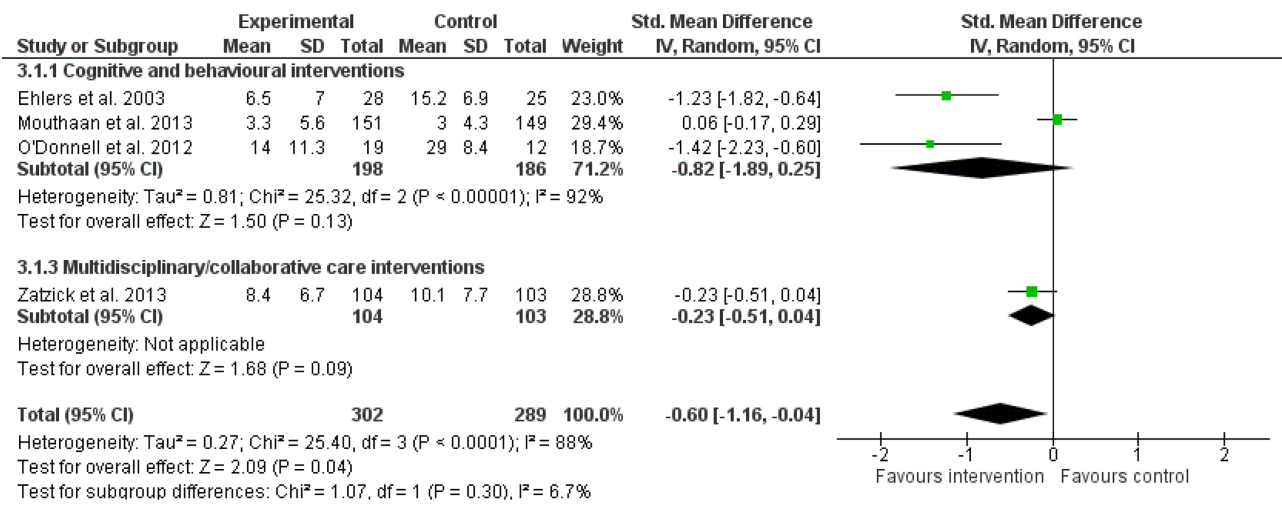 Experimental Control Std. Mean Difference Std. Mean Difference
Study or Subgroup Mean SD Total Mean SD Total Weight IV, Random, 95% CI IV, Random, 95% CI
3.1.1 Cognitive and behavioural interventions
Ehlers et al. 2003 6.5 7 28 15.2 6.9 25 23.0% -1.23 [-1.82, -0.64]
Mouthaan et al. 2013 3.3 5.6 151 3 4.3 149 29.4% 0.06 [-0.17, 0.29]
O'Donnell et al. 2012 14 11.3 19 29 8.4 12 18.7% -1.42 [-2.23, -0.60]
Subtotal (95% CI) 198 186 71.2% -0.82 [-1.89, 0.25]
Heterogeneity: Tau² = 0.81; Chi² = 25.32, df = 2 (P < 0.00001); I² = 92%
Test for overall effect: Z = 1.50 (P = 0.13)
3.1.3 Multidisciplinary/collaborative care interventions
Zatzick et al. 2013 8.4 6.7 104 10.1 7.7 103 28.8% -0.23 [-0.51, 0.04]
Subtotal (95% CI) 104 103 28.8% -0.23 [-0.51, 0.04]
Heterogeneity: Not applicable
Test for overall effect: Z = 1.68 (P = 0.09)
Total (95% CI) 302 289 100.0% -0.60 [-1.16, -0.04]
Heterogeneity: Tau² = 0.27; Chi² = 25.40, df = 3 (P < 0.0001); I² = 88%
Test for overall effect: Z = 2.09 (P = 0.04)
Test for subgroup differences: Chi² = 1.07, df = 1 (P = 0.30), I² = 6.7%
-2 -1 0 1 2
Favours intervention Favours control